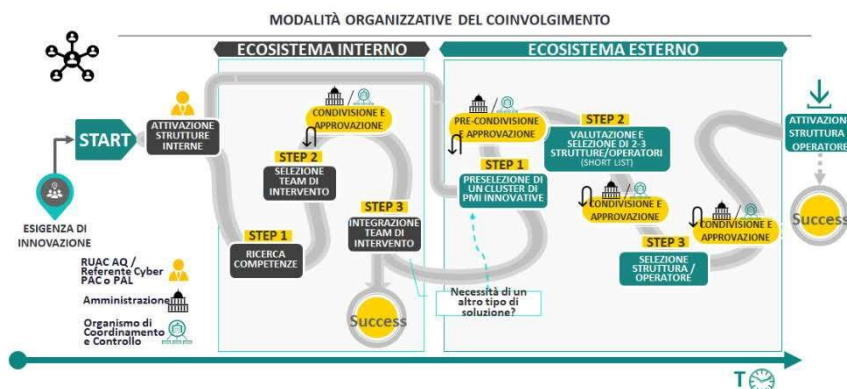 MODALITÀ ORGANIZZATIVE DEL COINVOLGIMENTO
ECOSISTEMA INTERNO
ECOSISTEMA ESTERNO
START
ESIGENZA DI
INNOVAZIONE
ATTIVAZIONE
STRUTTURE
INTERNE
STEP 1
RICERCA
COMPETENZE
STEP 2
SELEZIONE
TEAM DI
INTERVENTO
/
CONDIVISIONE E
APPROVAZIONE
STEP 3
INTEGRAZIONE
TEAM DI
INTERVENTO
Success
Necessità di un
altro tipo di
soluzione?
/
PRE-CONDIVISIONE
E APPROVAZIONE
STEP 1
PRESELEZIONE DI
UN CLUSTER DI
PMI INNOVATIVE
STEP 2
VALUTAZIONE E
SELEZIONE DI 2-3
STRUTTURE/OPERATORI
(SHORT LIST)
/
CONDIVISIONE E
APPROVAZIONE
STEP 3
SELEZIONE
STRUTTURA /
OPERATORE
/
CONDIVISIONE E
APPROVAZIONE
ATTIVAZIONE
STRUTTURA O
OPERATORE
Success
RUAC AQ /
Referente Cyber
PAC o PAL
Amministrazione
Organismo di
Coordinamento
e Controllo
T